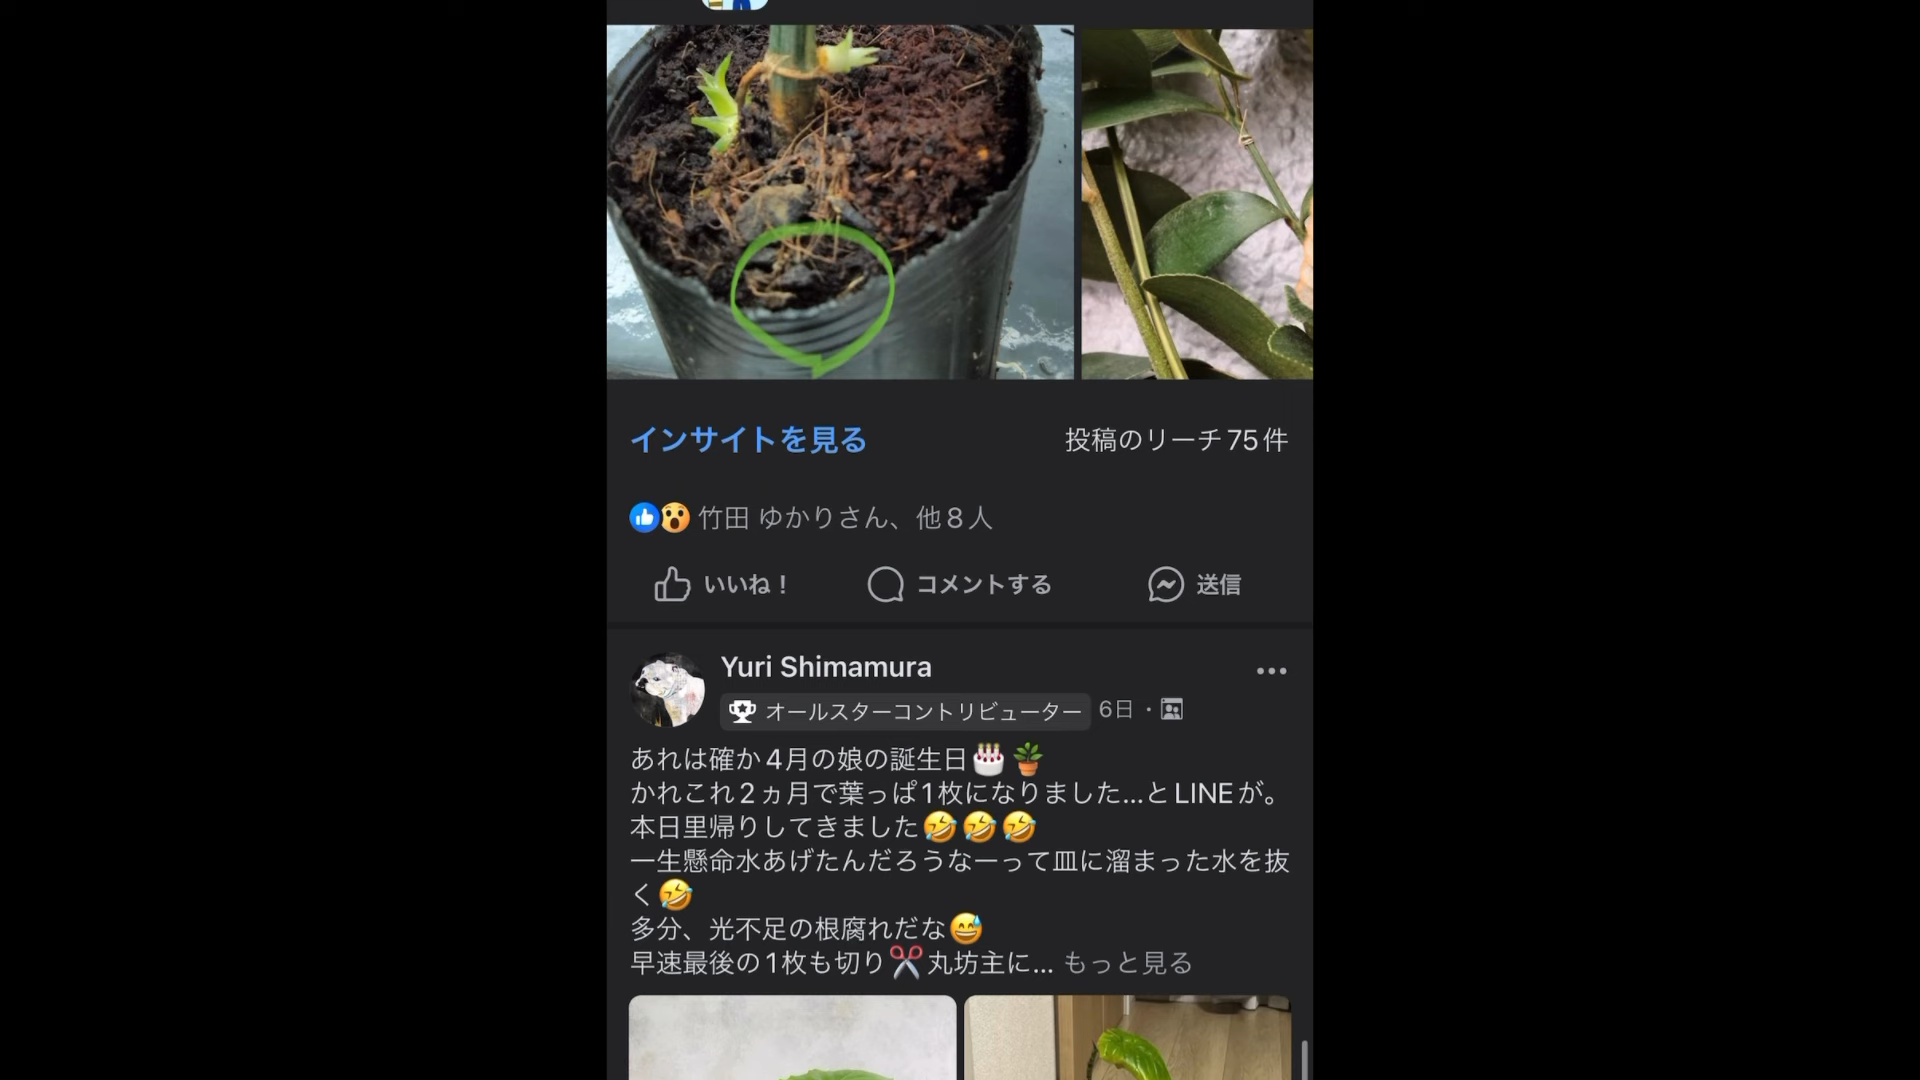 インサイトを見る
投稿のリーチ75件
竹田 ゆかりさん、他8人
いいね！
コメントする
送信
Yuri Shimamura
オールスターコントリビューター 6日 ·
あれは確か4月の娘の誕生日🎂🪴
かれこれ2ヵ月で葉っぱ1枚になりました…とLINEが。
本日里帰りしてきました🤣🤣🤣
一生懸命水あげたんだろうなーって皿に溜まった水を抜
く🤣
多分、光不足の根腐れだな😅
早速最後の1枚も切り✂️丸坊主に... もっと見る